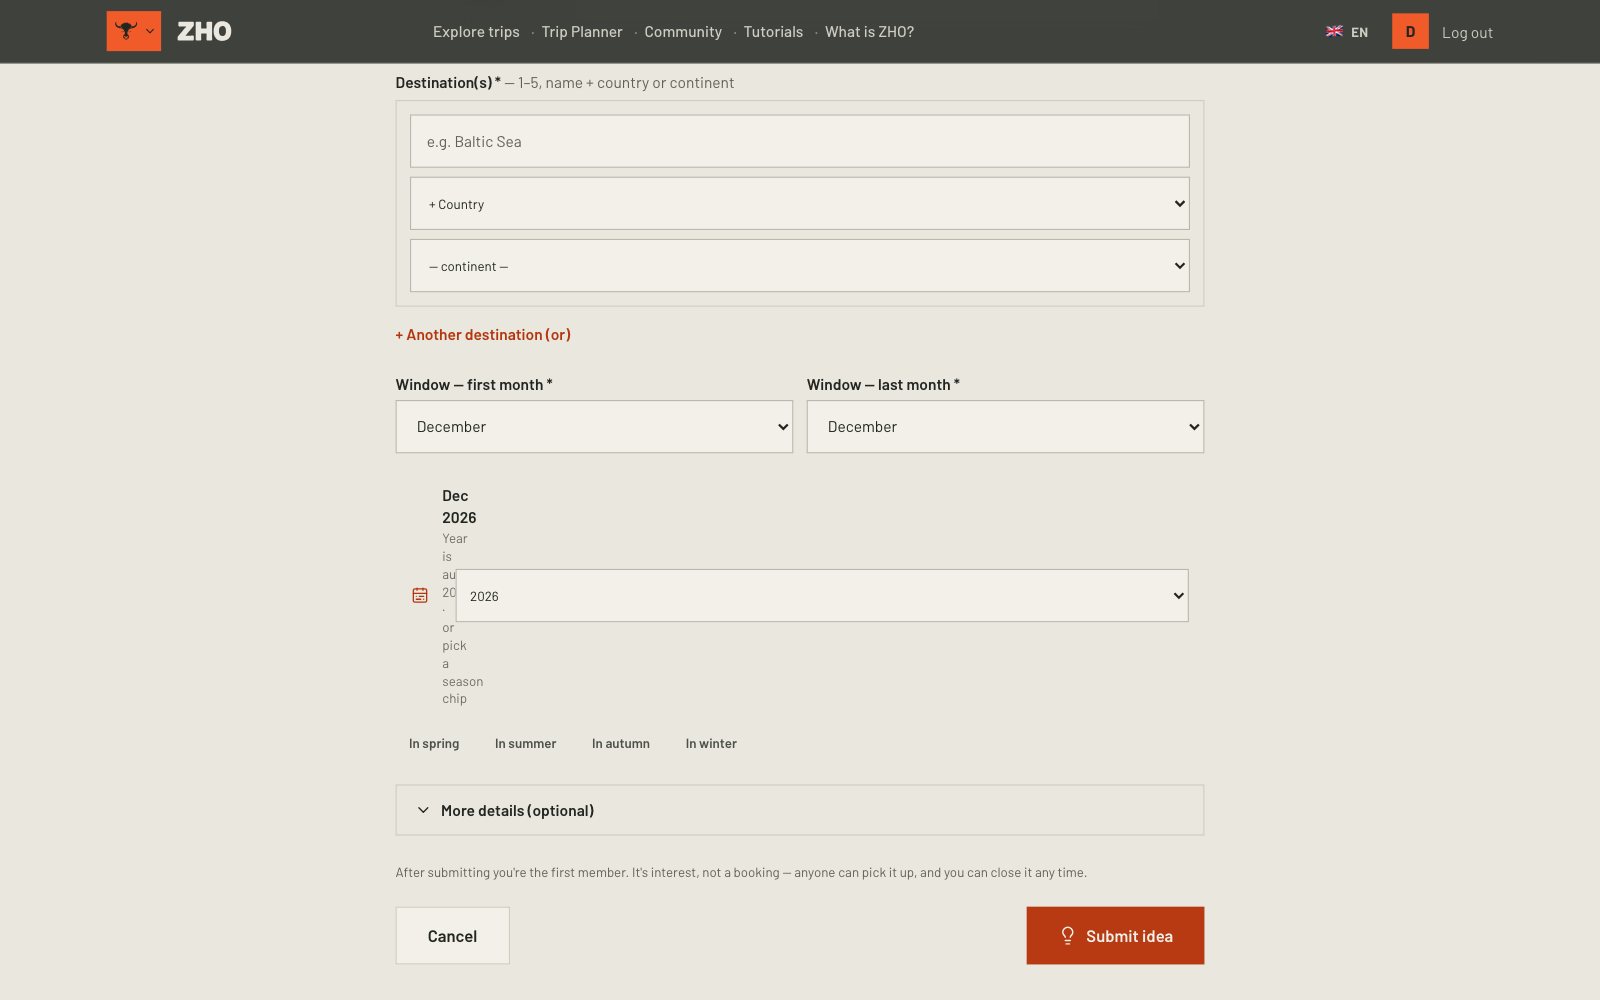 ZHO
Explore trips · Trip Planner · Community · Tutorials · What is ZHO?
EN
D
Log out
Destination(s) * — 1–5, name + country or continent
e.g. Baltic Sea
+ Country
— continent —
+ Another destination (or)
Window — first month *
Window — last month *
December
December
Dec
2026
Year
is
au
20
·
or
pick
a
season
chip
2026
In spring
In summer
In autumn
In winter
More details (optional)
After submitting you're the first member. It's interest, not a booking — anyone can pick it up, and you can close it any time.
Cancel
Submit idea